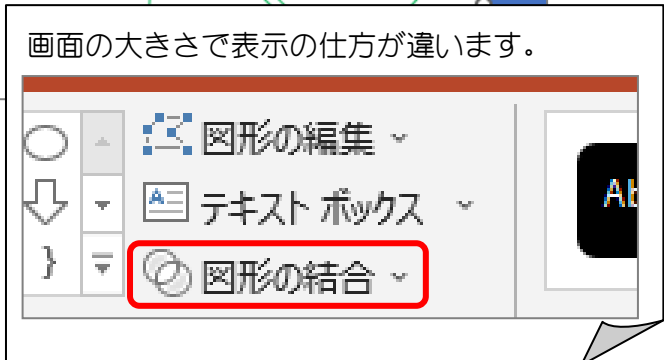 画面の大きさで表示の仕方が違います。
図形の編集
テキスト ボックス
図形の結合